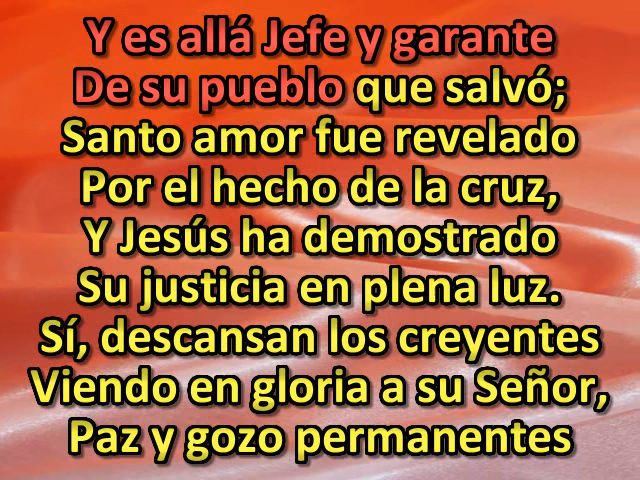 Y es allá Jefe y garante
De su pueblo que salvó;
Santo amor fue revelado
Por el hecho de la cruz,
Y Jesús ha demostrado
Su justicia en plena luz.
Sí, descansan los creyentes
Viendo en gloria a su Señor,
Paz y gozo permanentes